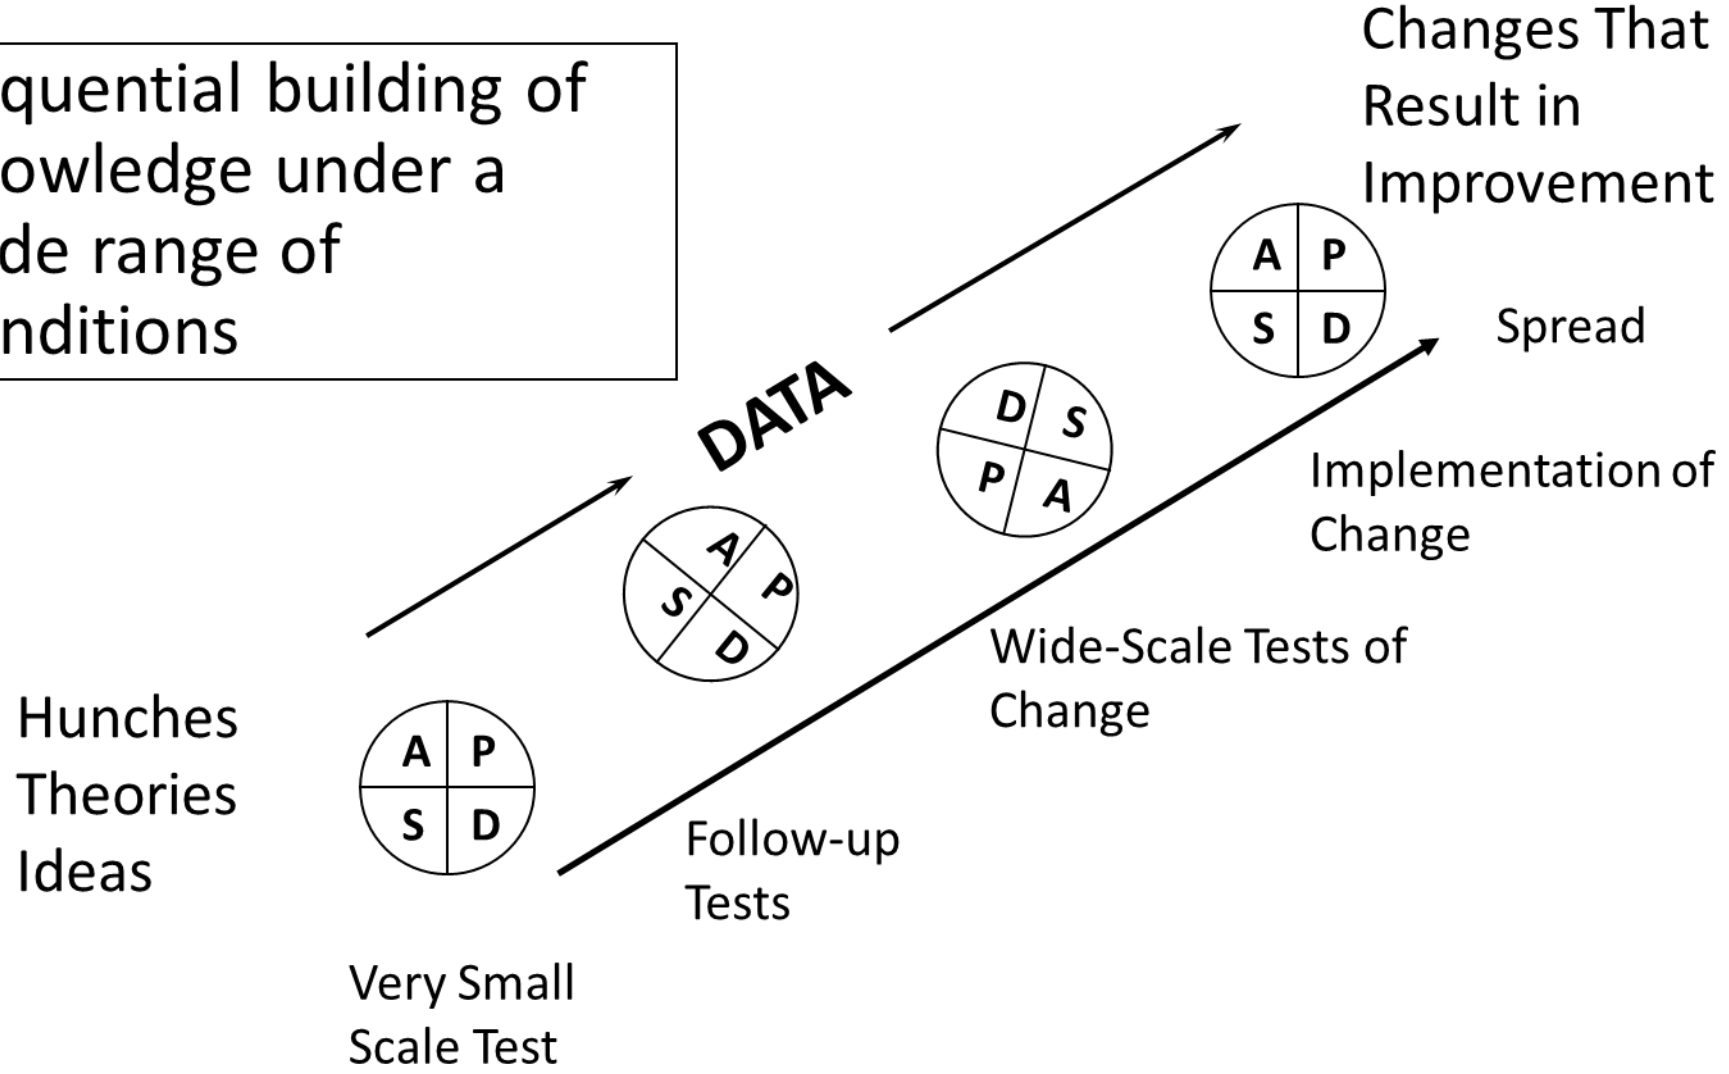 quential building of
owledge under a
de range of
nditions
Changes That
Result in
Improvement
A P
S D
Spread
DATA
D S
P A
Implementation of
Change
A P
S D
Wide-Scale Tests of
Change
Hunches
Theories
Ideas
A P
S D
Follow-up
Tests
Very Small
Scale Test